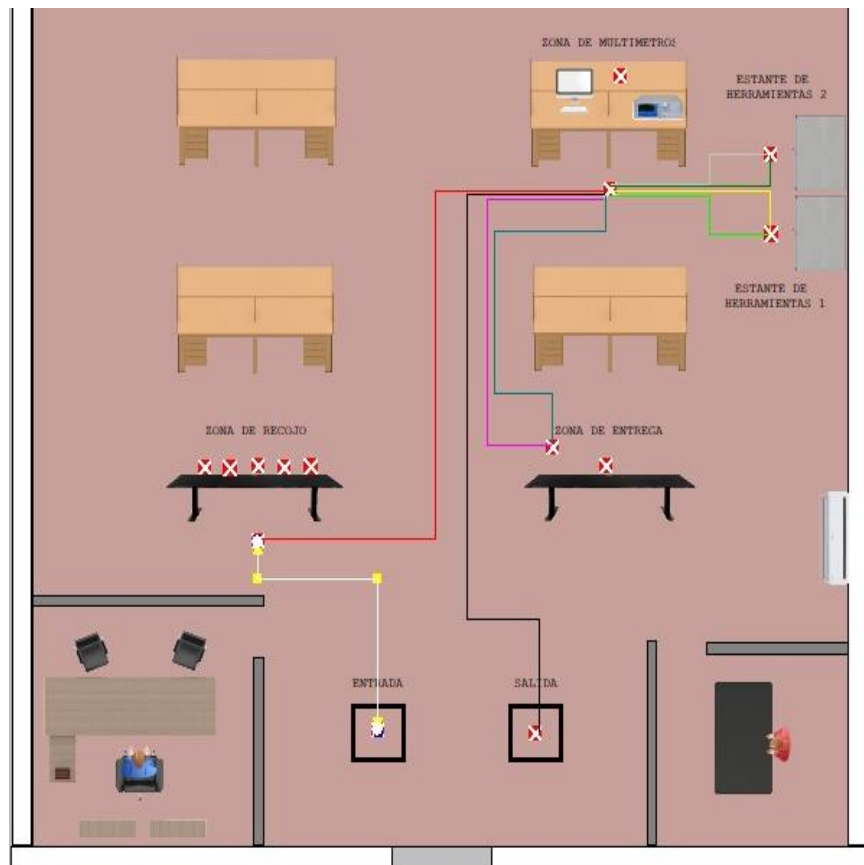 ZONA DE MULTIMETROS
ESTANTE DE
HERRAMIENTAS 2
ESTANTE DE
HERRAMIENTAS 1
ZONA DE RECOJO
ZONA DE ENTREGA
ENTRADA
SALIDA